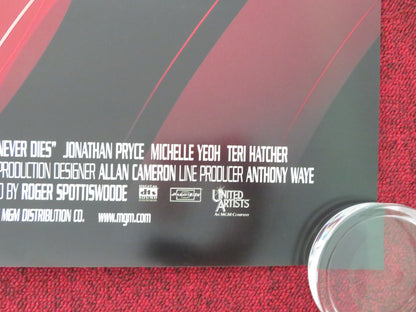 NEVER DIES" JONATHAN PRYCE MICHELLE YEOH TERI HATCHER
PRODUCTION DESIGNER ALLAN CAMERON LINE PRODUCER ANTHONY WAYE
D BY ROGER SPOTTISWOODE
UNITED ARTISTS
AN MGM COMPANY
MGM DISTRIBUTION CO. www.mgm.com